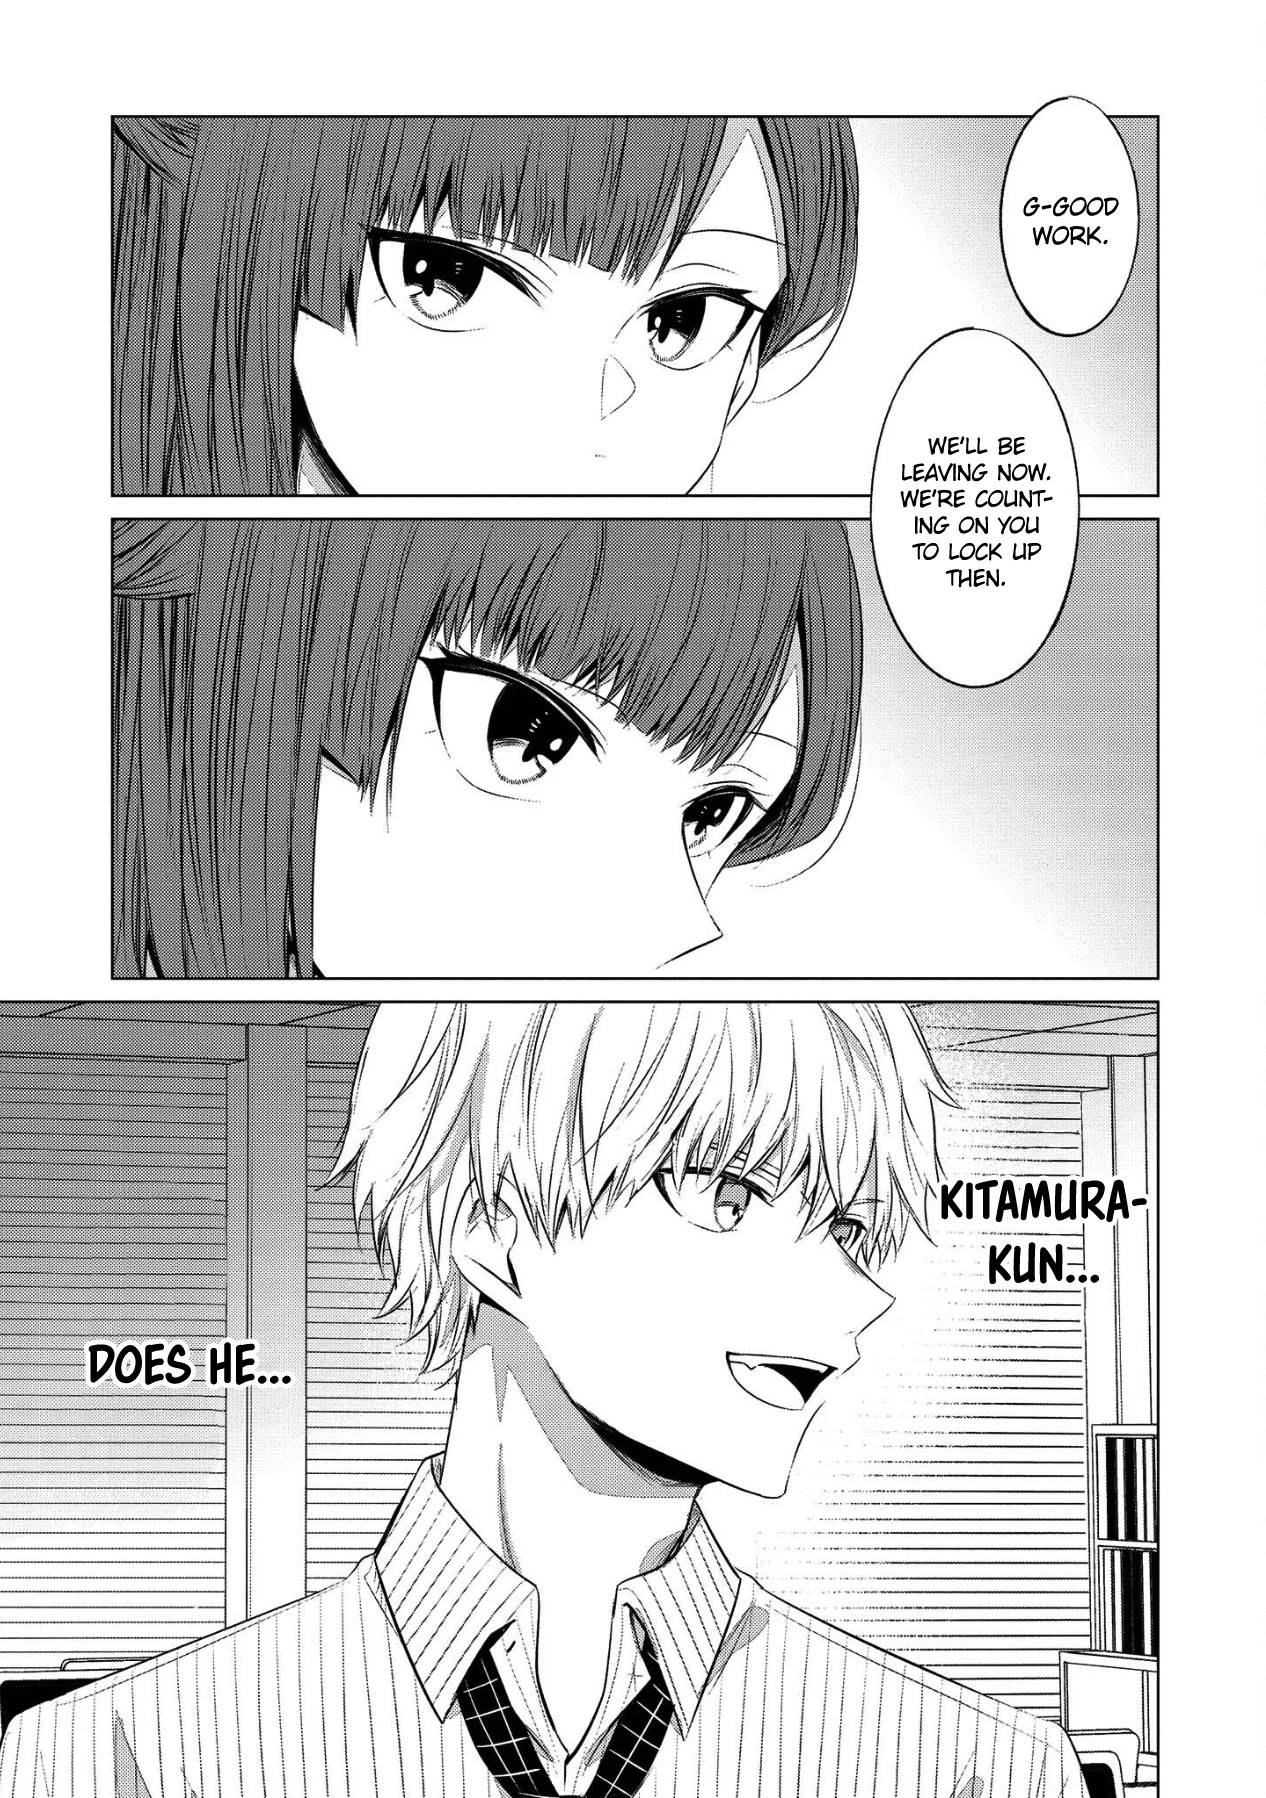 G-GOOD
WORK.
WE'LL BE
LEAVING NOW.
WE'RE COUNT-
ING ON YOU
TO LOCK UP
THEN.
KITAMURA-
KUN...
DOES HE...